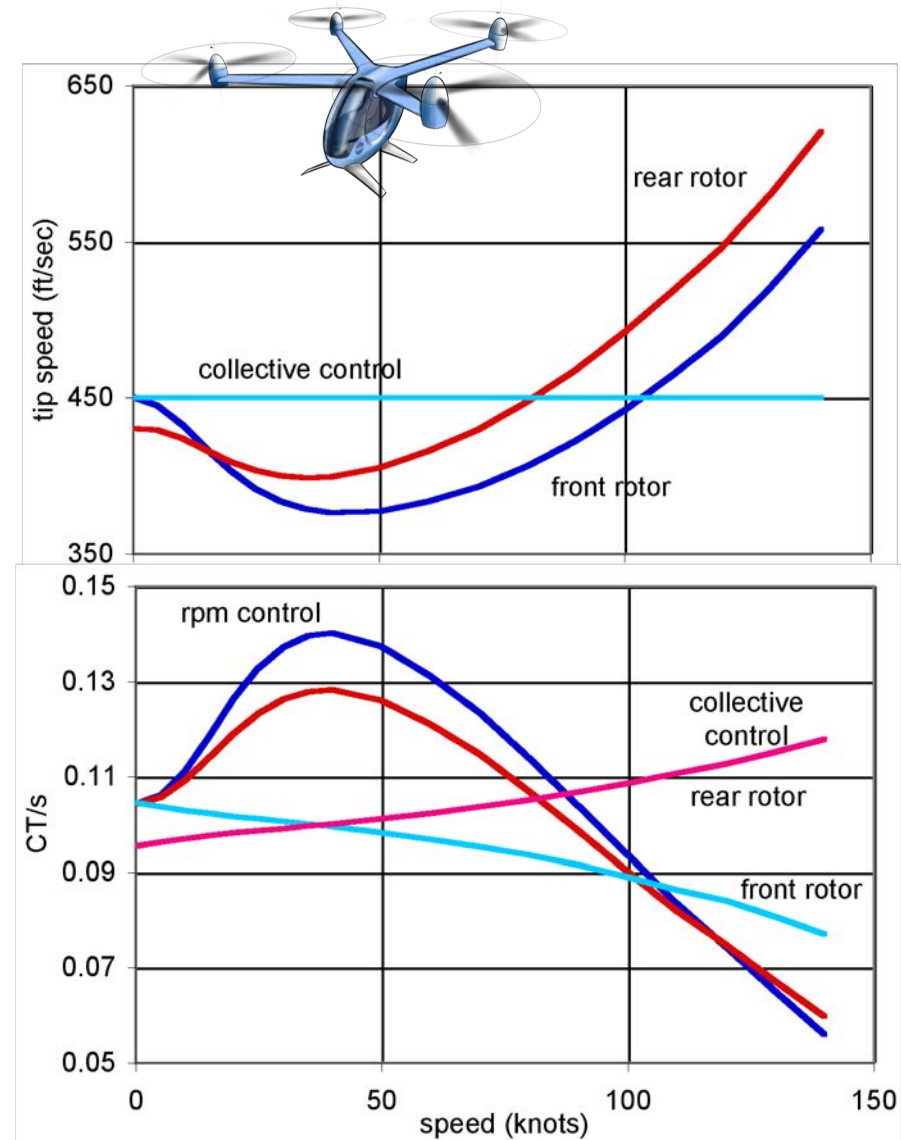 650
550
450
350
tip speed (ft/sec)
rear rotor
collective control
front rotor
0.15
0.13
0.11
0.09
0.07
0.05
CT/s
rpm control
collective
control
rear rotor
front rotor
0
50
100
150
speed (knots)